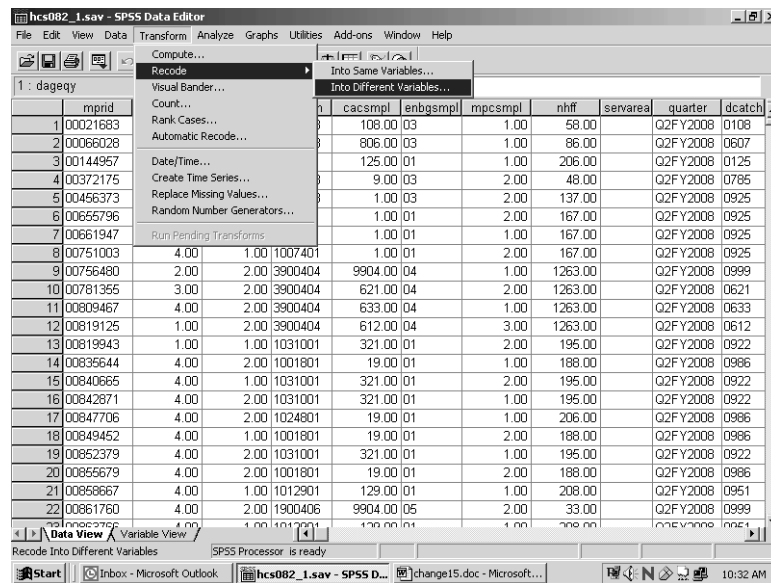 hcs082_1.sav - SPSS Data Editor
File Edit View Data Transform Analyze Graphs Utilities Add-ons Window Help
Compute...
Recode
Visual Bander...
Count...
Rank Cases...
Automatic Recode...
Date/Time...
Create Time Series...
Replace Missing Values...
Random Number Generators...
Run Pending Transforms
Into Same Variables...
Into Different Variables...
1 : dageqy
mprid cacsmpl enbgsmpl mpcsmpl nhff servarea quarter dcatch
1 00021683 108.00 03 1.00 58.00 Q2FY2008 0108
2 00066028 806.00 03 1.00 86.00 Q2FY2008 0607
3 00144957 125.00 01 1.00 206.00 Q2FY2008 0125
4 00372175 9.00 03 2.00 48.00 Q2FY2008 0785
5 00456373 1.00 03 2.00 137.00 Q2FY2008 0925
6 00655796 1.00 01 2.00 167.00 Q2FY2008 0925
7 00661947 1.00 01 1.00 167.00 Q2FY2008 0925
8 00751003 4.00 1.00 1007401 1.00 01 2.00 167.00 Q2FY2008 0925
9 00756480 2.00 2.00 3900404 9904.00 04 1.00 1263.00 Q2FY2008 0999
10 00781355 3.00 2.00 3900404 621.00 04 2.00 1263.00 Q2FY2008 0621
11 00809467 4.00 2.00 3900404 633.00 04 1.00 1263.00 Q2FY2008 0633
12 00819125 1.00 2.00 3900404 612.00 04 3.00 1263.00 Q2FY2008 0612
13 00819943 1.00 1.00 1031001 321.00 01 2.00 195.00 Q2FY2008 0922
14 00835644 4.00 2.00 1001801 19.00 01 1.00 188.00 Q2FY2008 0986
15 00840665 4.00 2.00 1031001 321.00 01 2.00 195.00 Q2FY2008 0922
16 00842871 4.00 2.00 1031001 321.00 01 1.00 195.00 Q2FY2008 0922
17 00847706 4.00 2.00 1024801 19.00 01 1.00 206.00 Q2FY2008 0986
18 00849452 4.00 1.00 1001801 19.00 01 2.00 188.00 Q2FY2008 0986
19 00852379 4.00 2.00 1031001 321.00 01 1.00 195.00 Q2FY2008 0922
20 00855679 4.00 2.00 1001801 19.00 01 2.00 188.00 Q2FY2008 0986
21 00858667 4.00 1.00 1012901 129.00 01 1.00 208.00 Q2FY2008 0951
22 00861760 4.00 2.00 1900406 9904.00 05 2.00 33.00 Q2FY2008 0999
Data View Variable View
Recode Into Different Variables SPSS Processor is ready
Start Inbox - Microsoft Outlook hcs082_1.sav - SPSS D... change15.doc - Microsoft... 10:32 AM